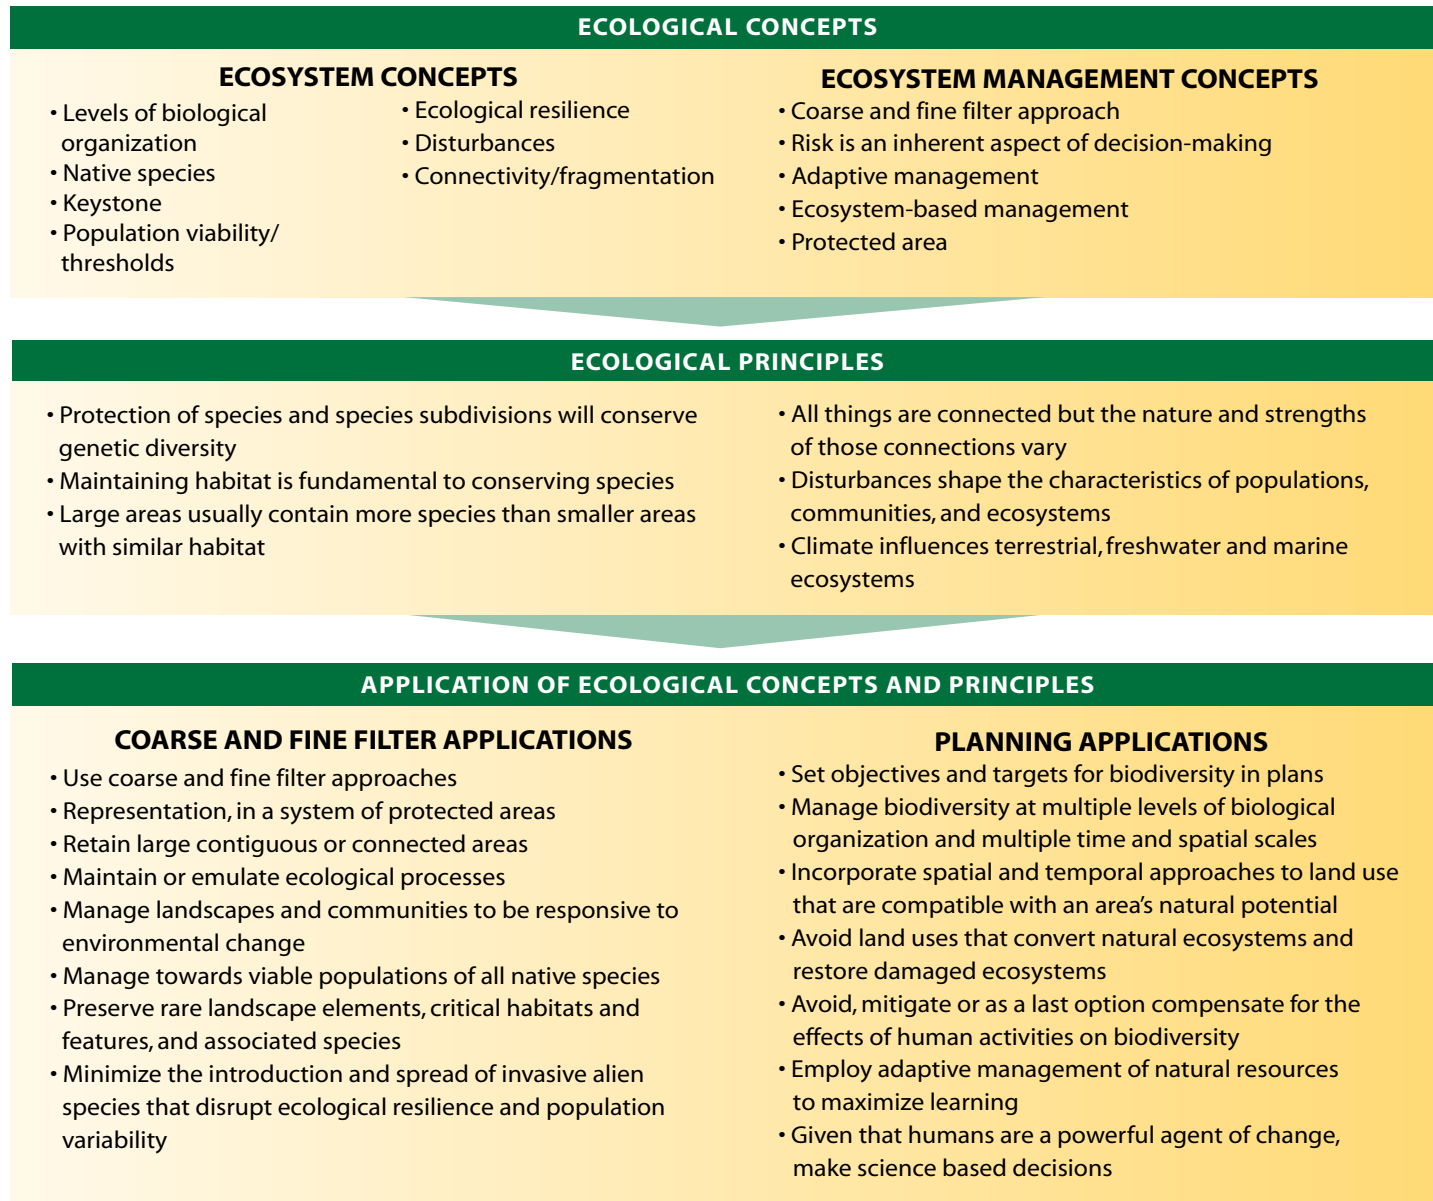 ECOLOGICAL CONCEPTS
ECOSYSTEM CONCEPTS
• Levels of biological
organization
• Native species
• Keystone
• Population viability/
thresholds
• Ecological resilience
• Disturbances
• Connectivity/fragmentation
ECOSYSTEM MANAGEMENT CONCEPTS
• Coarse and fine filter approach
• Risk is an inherent aspect of decision-making
• Adaptive management
• Ecosystem-based management
• Protected area
ECOLOGICAL PRINCIPLES
• Protection of species and species subdivisions will conserve
genetic diversity
• Maintaining habitat is fundamental to conserving species
• Large areas usually contain more species than smaller areas
with similar habitat
• All things are connected but the nature and strengths
of those connections vary
• Disturbances shape the characteristics of populations,
communities, and ecosystems
• Climate influences terrestrial, freshwater and marine
ecosystems
APPLICATION OF ECOLOGICAL CONCEPTS AND PRINCIPLES
COARSE AND FINE FILTER APPLICATIONS
• Use coarse and fine filter approaches
• Representation, in a system of protected areas
• Retain large contiguous or connected areas
• Maintain or emulate ecological processes
• Manage landscapes and communities to be responsive to
environmental change
• Manage towards viable populations of all native species
• Preserve rare landscape elements, critical habitats and
features, and associated species
• Minimize the introduction and spread of invasive alien
species that disrupt ecological resilience and population
variability
PLANNING APPLICATIONS
• Set objectives and targets for biodiversity in plans
• Manage biodiversity at multiple levels of biological
organization and multiple time and spatial scales
• Incorporate spatial and temporal approaches to land use
that are compatible with an area's natural potential
• Avoid land uses that convert natural ecosystems and
restore damaged ecosystems
• Avoid, mitigate or as a last option compensate for the
effects of human activities on biodiversity
• Employ adaptive management of natural resources
to maximize learning
• Given that humans are a powerful agent of change,
make science based decisions